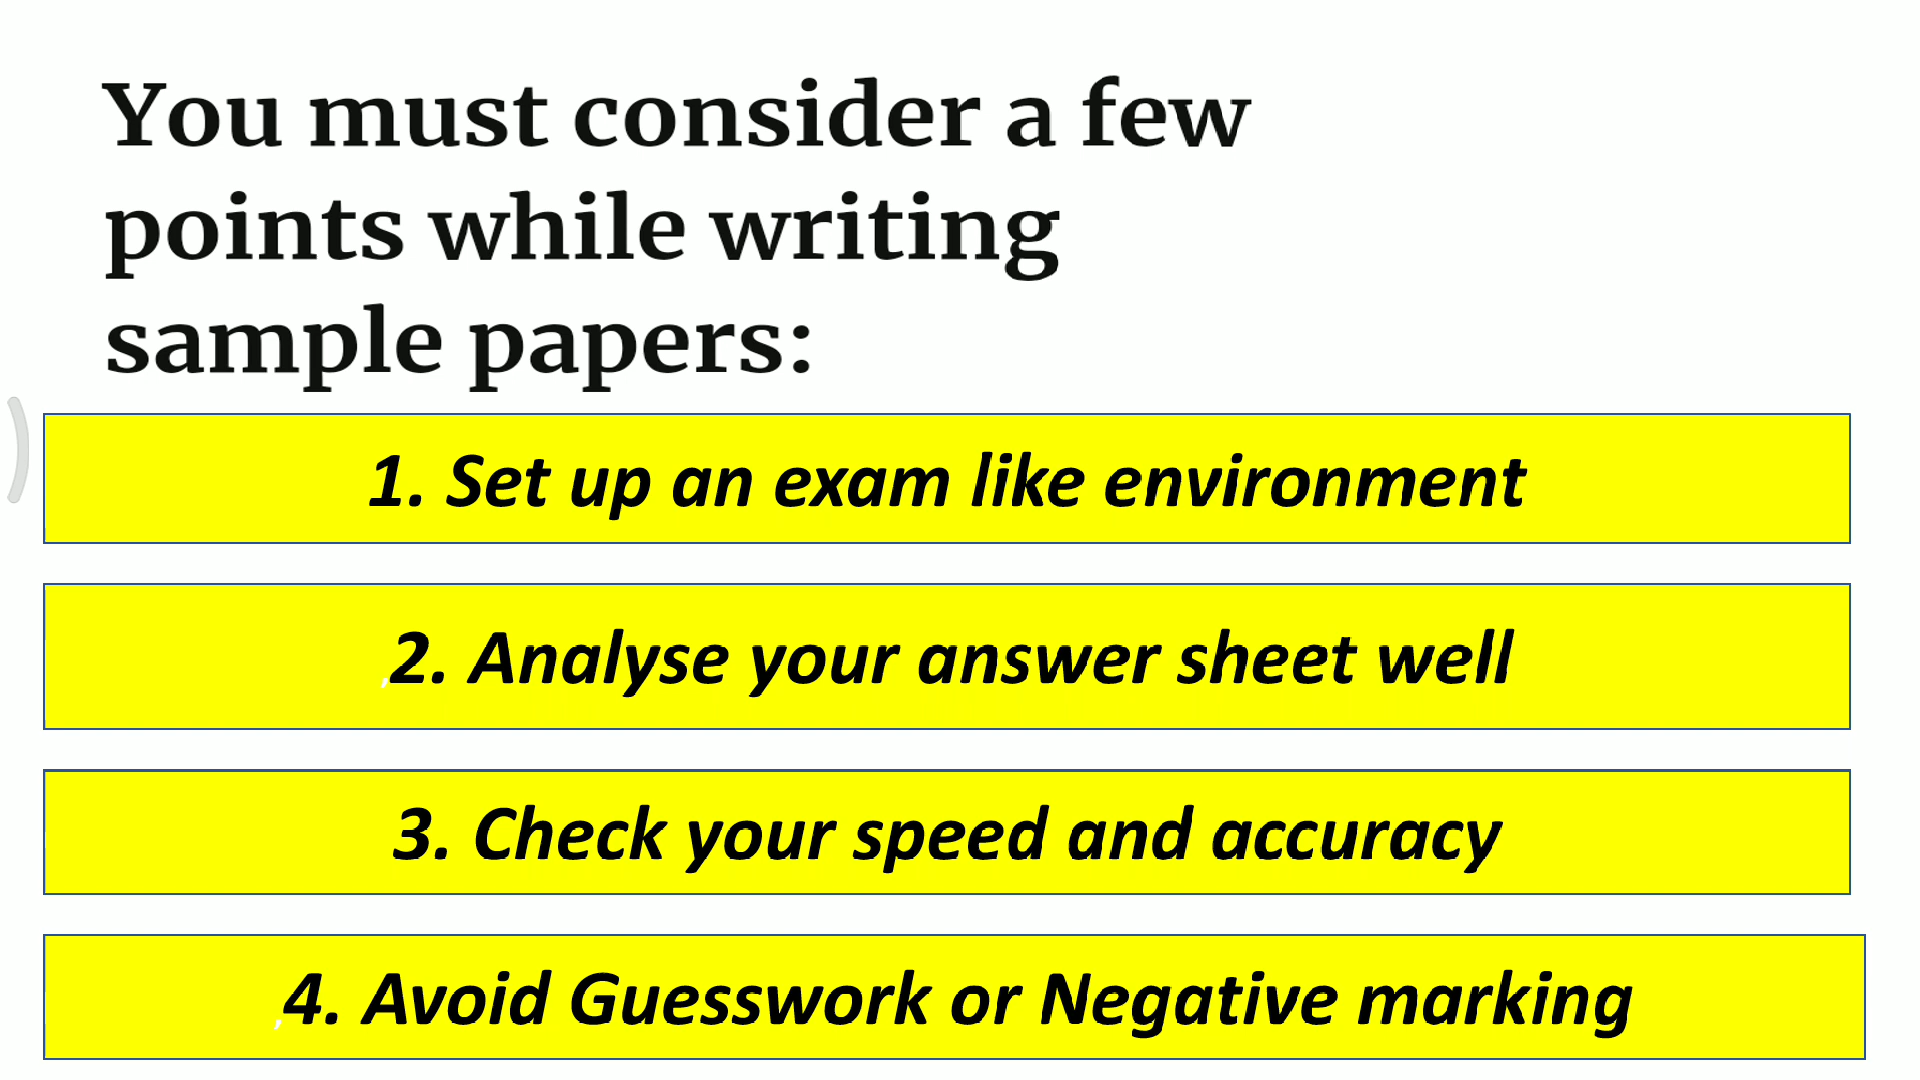 You must consider a few
points while writing
sample papers:
1. Set up an exam like environment
,2. Analyse your answer sheet well
3. Check your speed and accuracy
,4. Avoid Guesswork or Negative marking